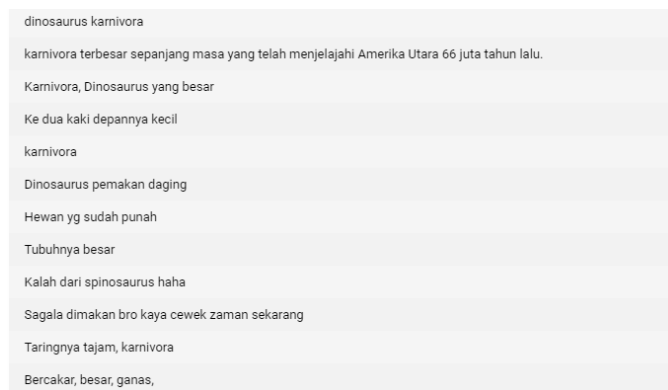 dinosaurus karnivora
karnivora terbesar sepanjang masa yang telah menjelajahi Amerika Utara 66 juta tahun lalu.
Karnivora, Dinosaurus yang besar
Ke dua kaki depannya kecil
karnivora
Dinosaurus pemakan daging
Hewan yg sudah punah
Tubuhnya besar
Kalah dari spinosaurus haha
Sagala dimakan bro kaya cewek zaman sekarang
Taringnya tajam, karnivora
Bercakar, besar, ganas,